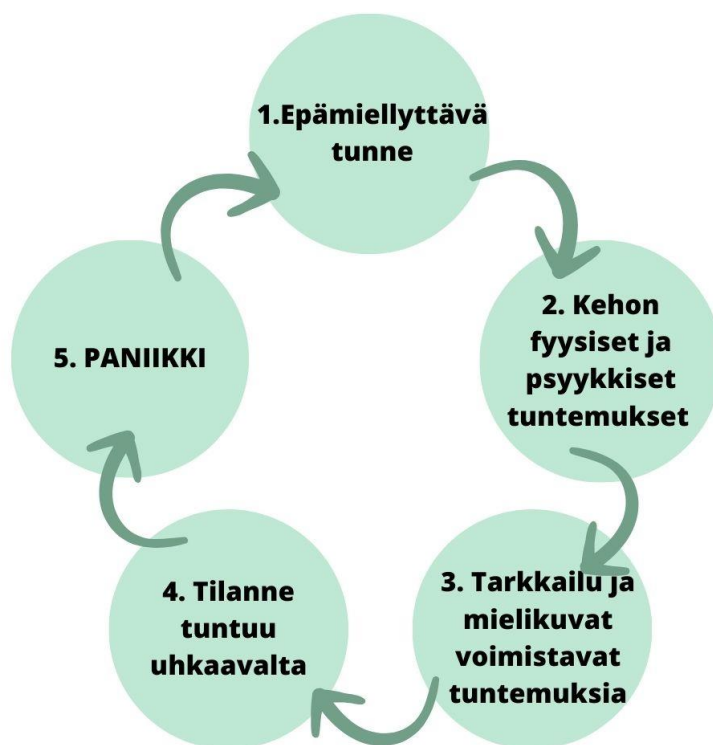 1.Epämiellyttävä
tunne
2. Kehon
fyysiset ja
psyykkiset
tuntemukset
3. Tarkkailu ja
mielikuvat
voimistavat
tuntemuksia
4. Tilanne
tuntuu
uhkaavalta
5. PANIIKKI